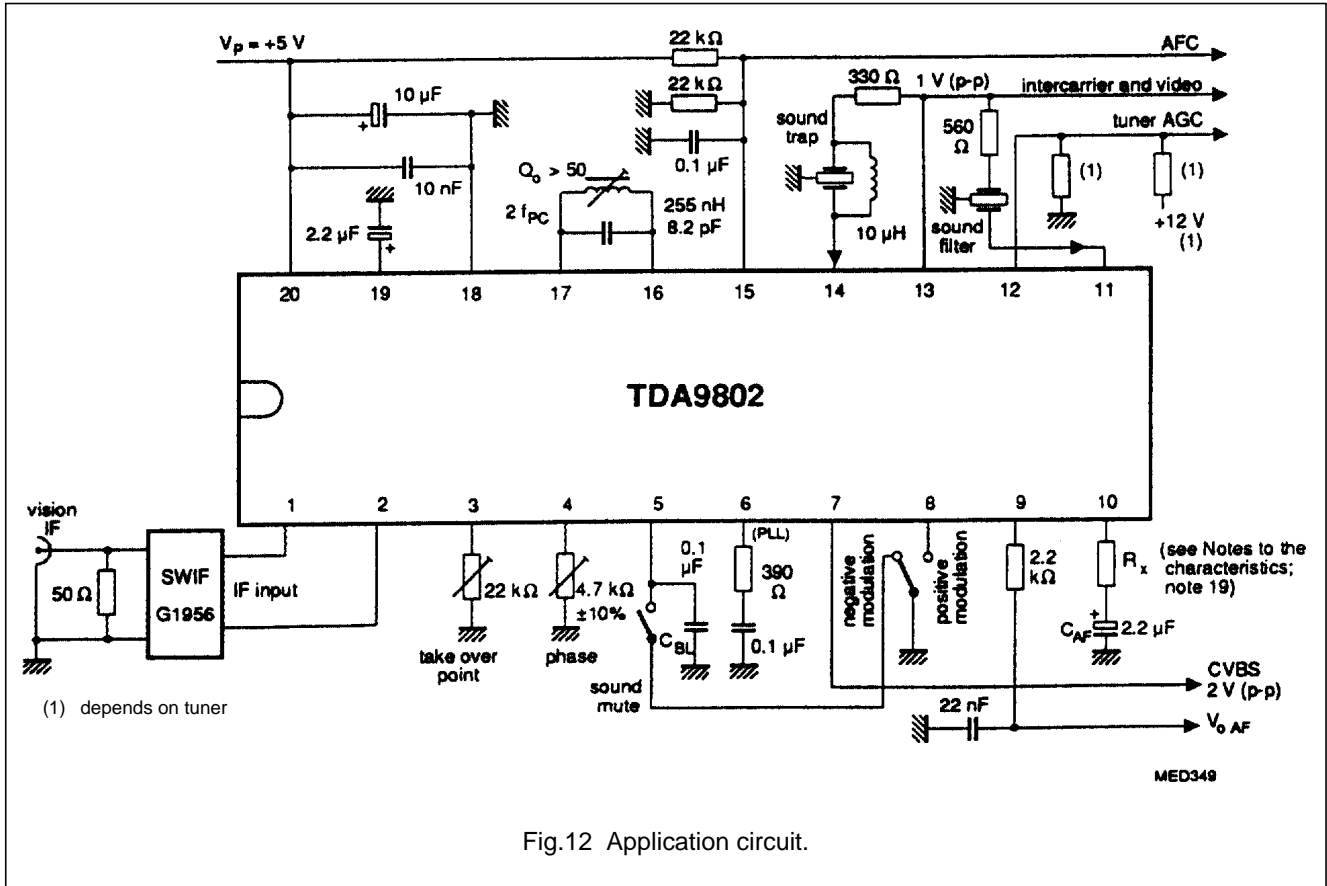 V_P = +5 V
22 kΩ
AFC
22 kΩ
330 Ω
1 V (p-p)
intercarrier and video
10 µF
+
sound
trap
560
Ω
tuner AGC
Q_o > 50
0.1 µF
(1)
(1)
10 nF
2 f_PC
255 nH
8.2 pF
+12 V
(1)
2.2 µF
+
10 µH
sound
filter
20
19
18
17
16
15
14
13
12
11
TDA9802
1
2
3
4
5
6
7
8
9
10
vision
IF
(PLL)
50 Ω
SWIF
G1956
IF input
22 kΩ
4.7 kΩ
±10%
0.1
µF
C_BL
390
Ω
0.1 µF
negative
modulation
positive
modulation
2.2
kΩ
R_x
(see Notes to the
characteristics;
note 19)
+
C_AF
2.2 µF
take over
point
phase
sound
mute
CVBS
2 V (p-p)
22 nF
V_o AF
(1) depends on tuner
MED349
Fig.12 Application circuit.